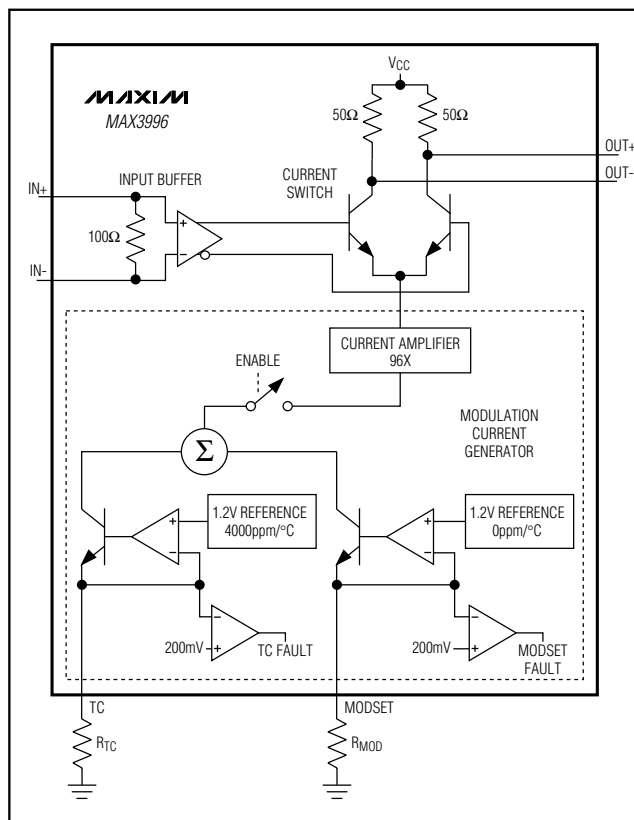 VCC
MAXIM
MAX3996
50Ω
50Ω
OUT+
OUT-
CURRENT
SWITCH
INPUT BUFFER
IN+
100Ω
+
-
IN-
CURRENT AMPLIFIER
96X
ENABLE
MODULATION
CURRENT
GENERATOR
Σ
1.2V REFERENCE
4000ppm/°C
+
-
1.2V REFERENCE
0ppm/°C
+
-
-
200mV
+
TC FAULT
-
200mV
+
MODSET
FAULT
TC
MODSET
RTC
RMOD